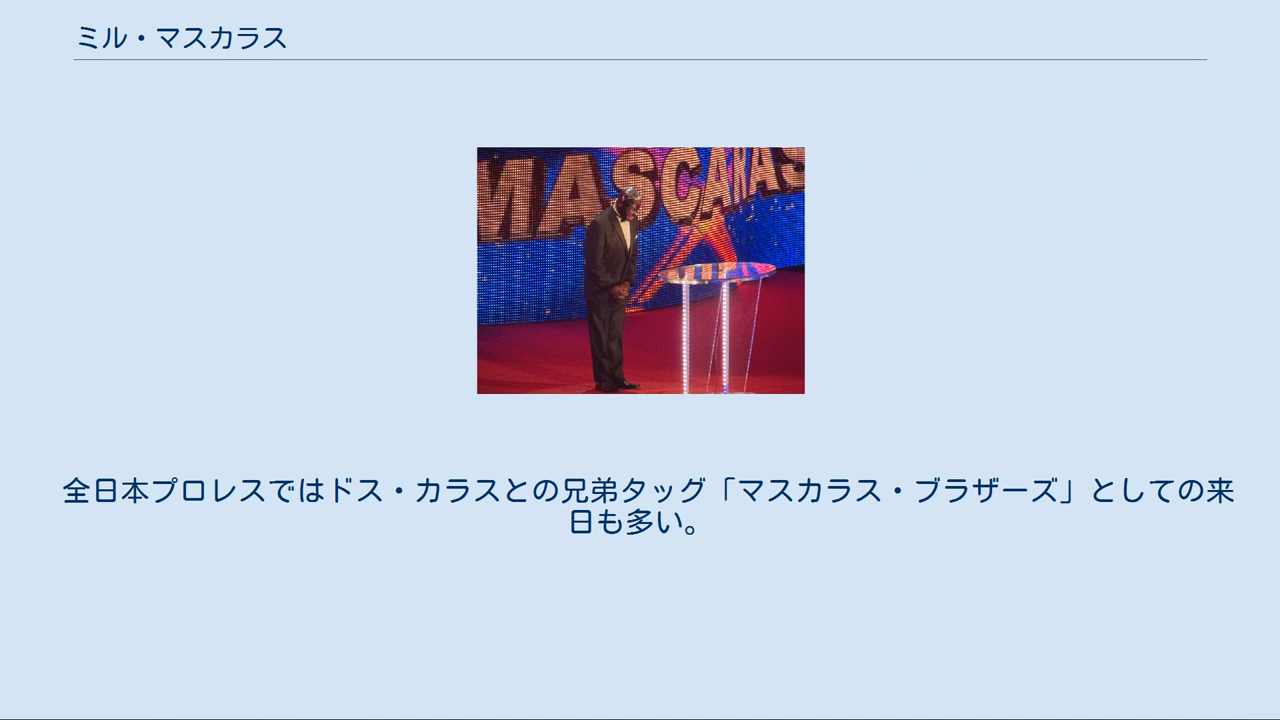 ミル・マスカラス
MASCARAS
全日本プロレスではドス・カラスとの兄弟タッグ「マスカラス・ブラザーズ」としての来
日も多い。